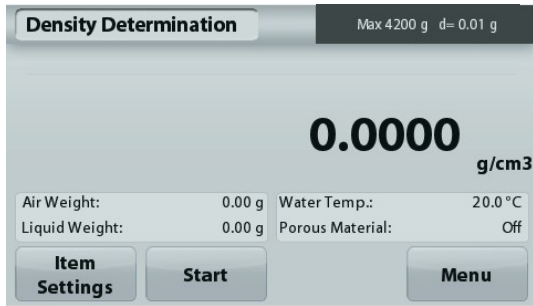 Density Determination
Max 4200 g d= 0.01 g
0.0000
g/cm3
Air Weight: 0.00 g Water Temp.: 20.0 °C
Liquid Weight: 0.00 g Porous Material: Off
Item
Settings
Start
Menu